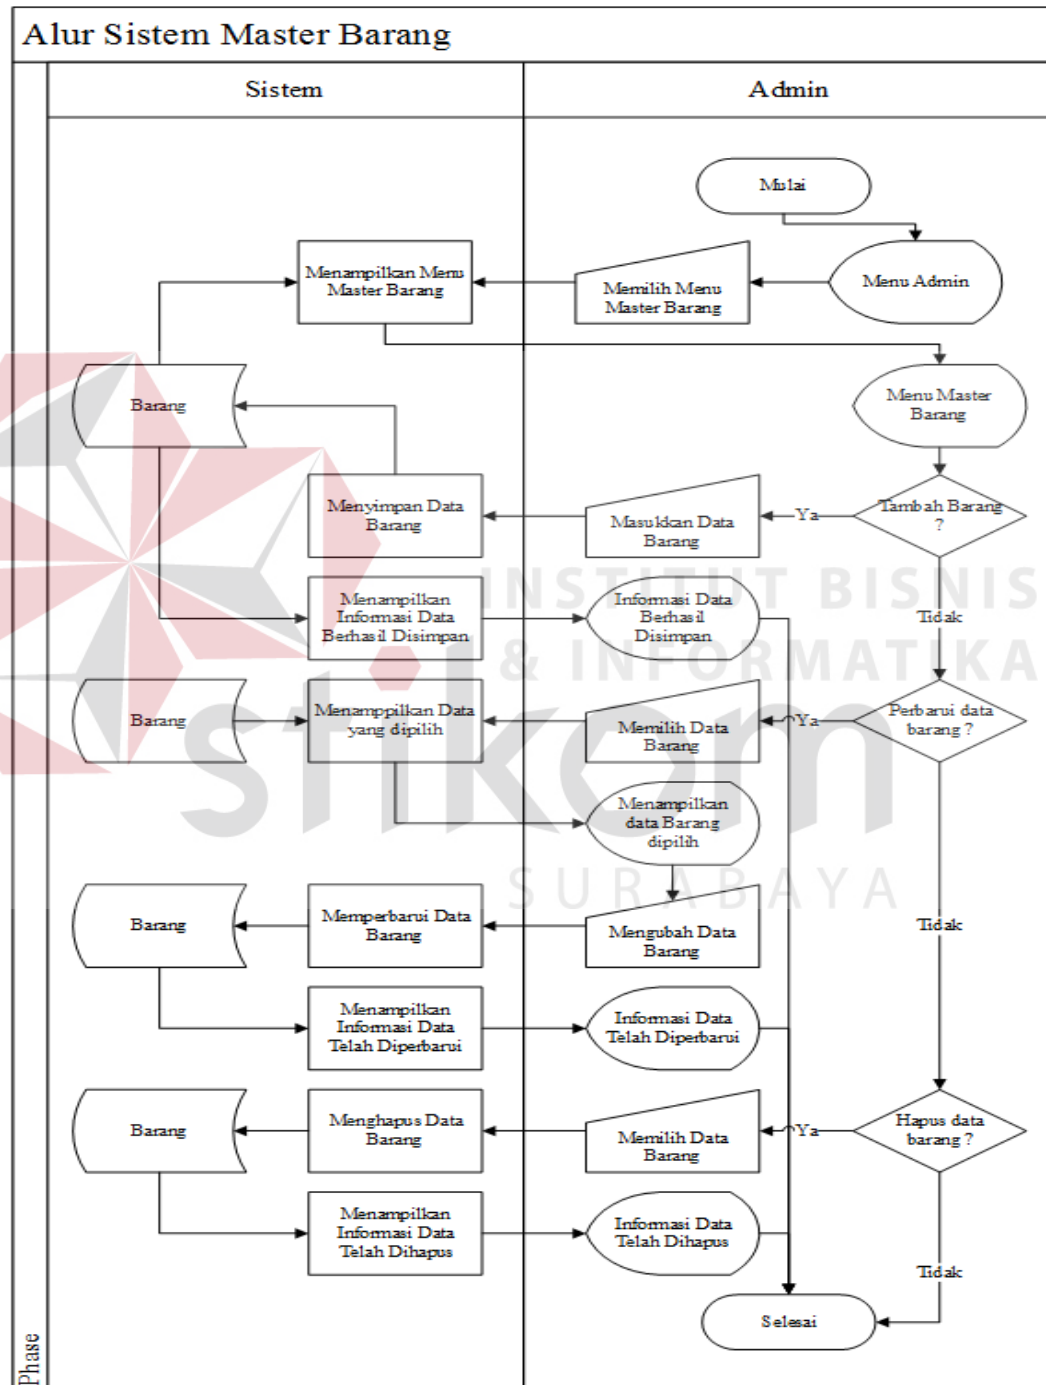 Alur Sistem Master Barang
Sistem
Admin
Mulai
Menampilkan Menu
Master Barang
Memilih Menu
Master Barang
Menu Admin
Barang
Menu Master
Barang
Menyimpan Data
Barang
Masukkan Data
Barang
Ya
Tambah Barang
?
Menampilkan
Informasi Data
Berhasil Disimpan
Informasi Data
Berhasil
Disimpan
Tidak
INSTITUT BISNIS
& INFORMATIKA
stikom
SURABAYA
Barang
Menamppilkan Data
yang dipilih
Memilih Data
Barang
Ya
Perbarui data
barang ?
Menampilkan
data Barang
dipilih
Barang
Memperbarui Data
Barang
Mengubah Data
Barang
Tidak
Menampilkan
Informasi Data
Telah Diperbarui
Informasi Data
Telah Diperbarui
Barang
Menghapus Data
Barang
Memilih Data
Barang
Ya
Hapus data
barang ?
Menampilkan
Informasi Data
Telah Dihapus
Informasi Data
Telah Dihapus
Tidak
Selesai
Phase